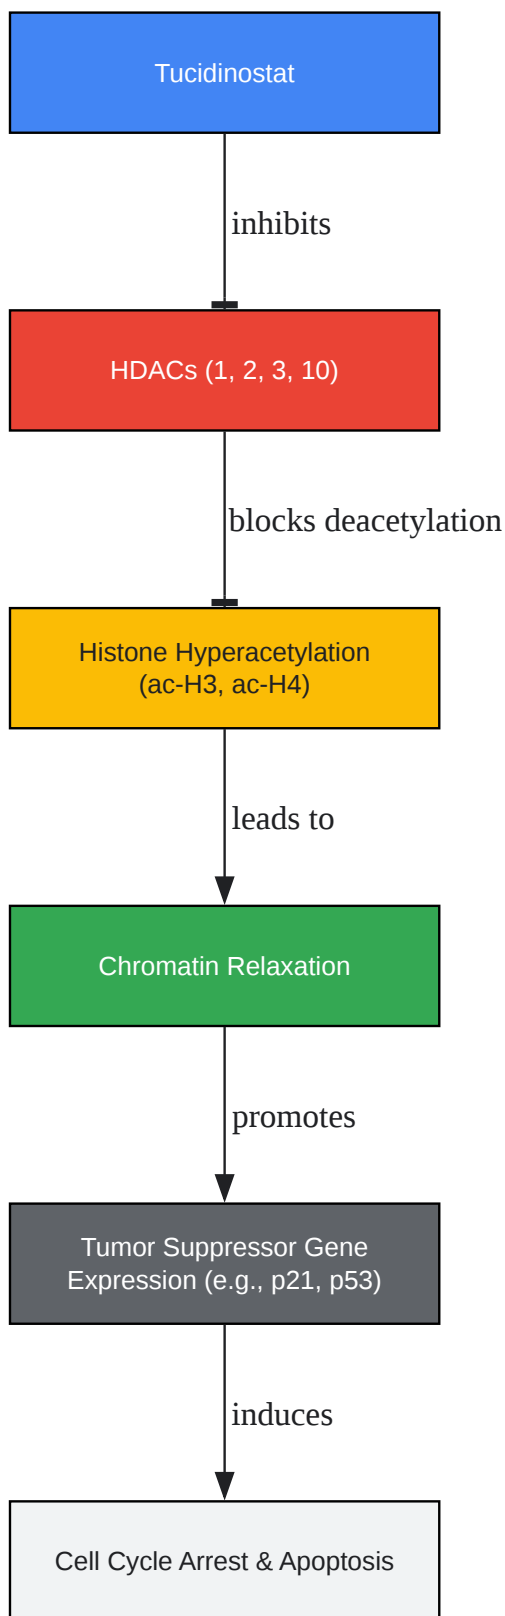 Tucidinostat
inhibits
HDACs (1, 2, 3, 10)
blocks deacetylation
Histone Hyperacetylation
(ac-H3, ac-H4)
leads to
Chromatin Relaxation
promotes
Tumor Suppressor Gene
Expression (e.g., p21, p53)
induces
Cell Cycle Arrest & Apoptosis